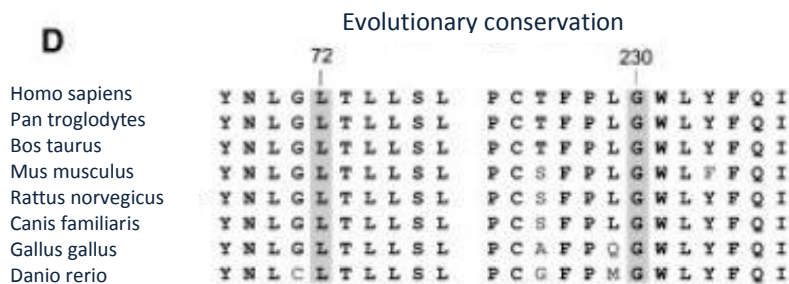 D
Evolutionary conservation
72 230
Homo sapiens Y N L G L T L L S L P C T F P L G W L Y F Q I
Pan troglodytes Y N L G L T L L S L P C T F P L G W L Y F Q I
Bos taurus Y N L G L T L L S L P C T F P L G W L Y F Q I
Mus musculus Y N L G L T L L S L P C S F P L G W L F F Q I
Rattus norvegicus Y N L G L T L L S L P C S F P L G W L Y F Q I
Canis familiaris Y N L G L T L L S L P C S F P L G W L Y F Q I
Gallus gallus Y N L G L T L L S L P C A F P Q G W L Y F Q I
Danio rerio Y N L C L T L L S L P C G F P M G W L Y F Q I